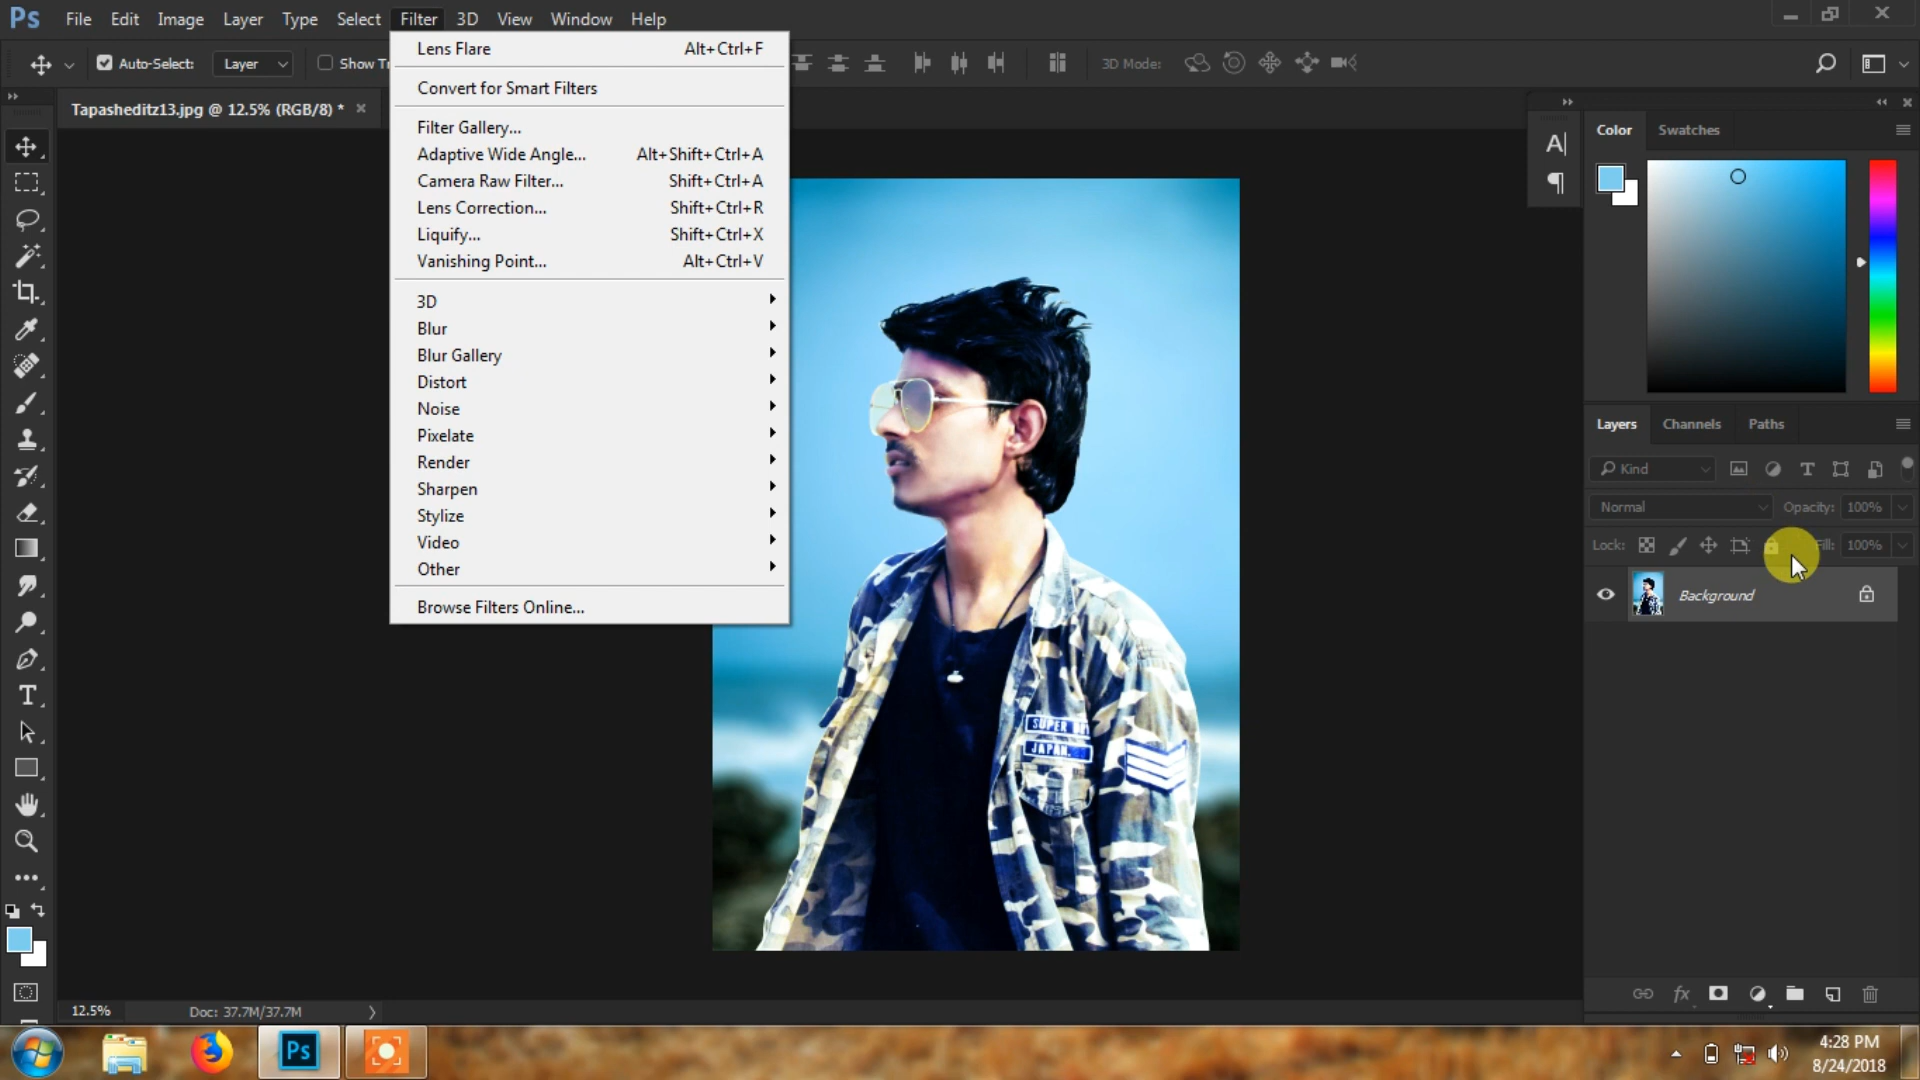 Ps File Edit Image Layer Type Select Filter 3D View Window Help
Auto-Select: Layer Show Tr 3D Mode:
Tapasheditz13.jpg @ 12.5% (RGB/8) *
Lens Flare Alt+Ctrl+F
Convert for Smart Filters
Filter Gallery...
Adaptive Wide Angle... Alt+Shift+Ctrl+A
Camera Raw Filter... Shift+Ctrl+A
Lens Correction... Shift+Ctrl+R
Liquify... Shift+Ctrl+X
Vanishing Point... Alt+Ctrl+V
3D
Blur
Blur Gallery
Distort
Noise
Pixelate
Render
Sharpen
Stylize
Video
Other
Browse Filters Online...
SUPER
JAPAN.
Color Swatches
Layers Channels Paths
Kind
Normal Opacity: 100%
Lock: Fill: 100%
Background
fx
12.5% Doc: 37.7M/37.7M
Ps
4:28 PM
8/24/2018